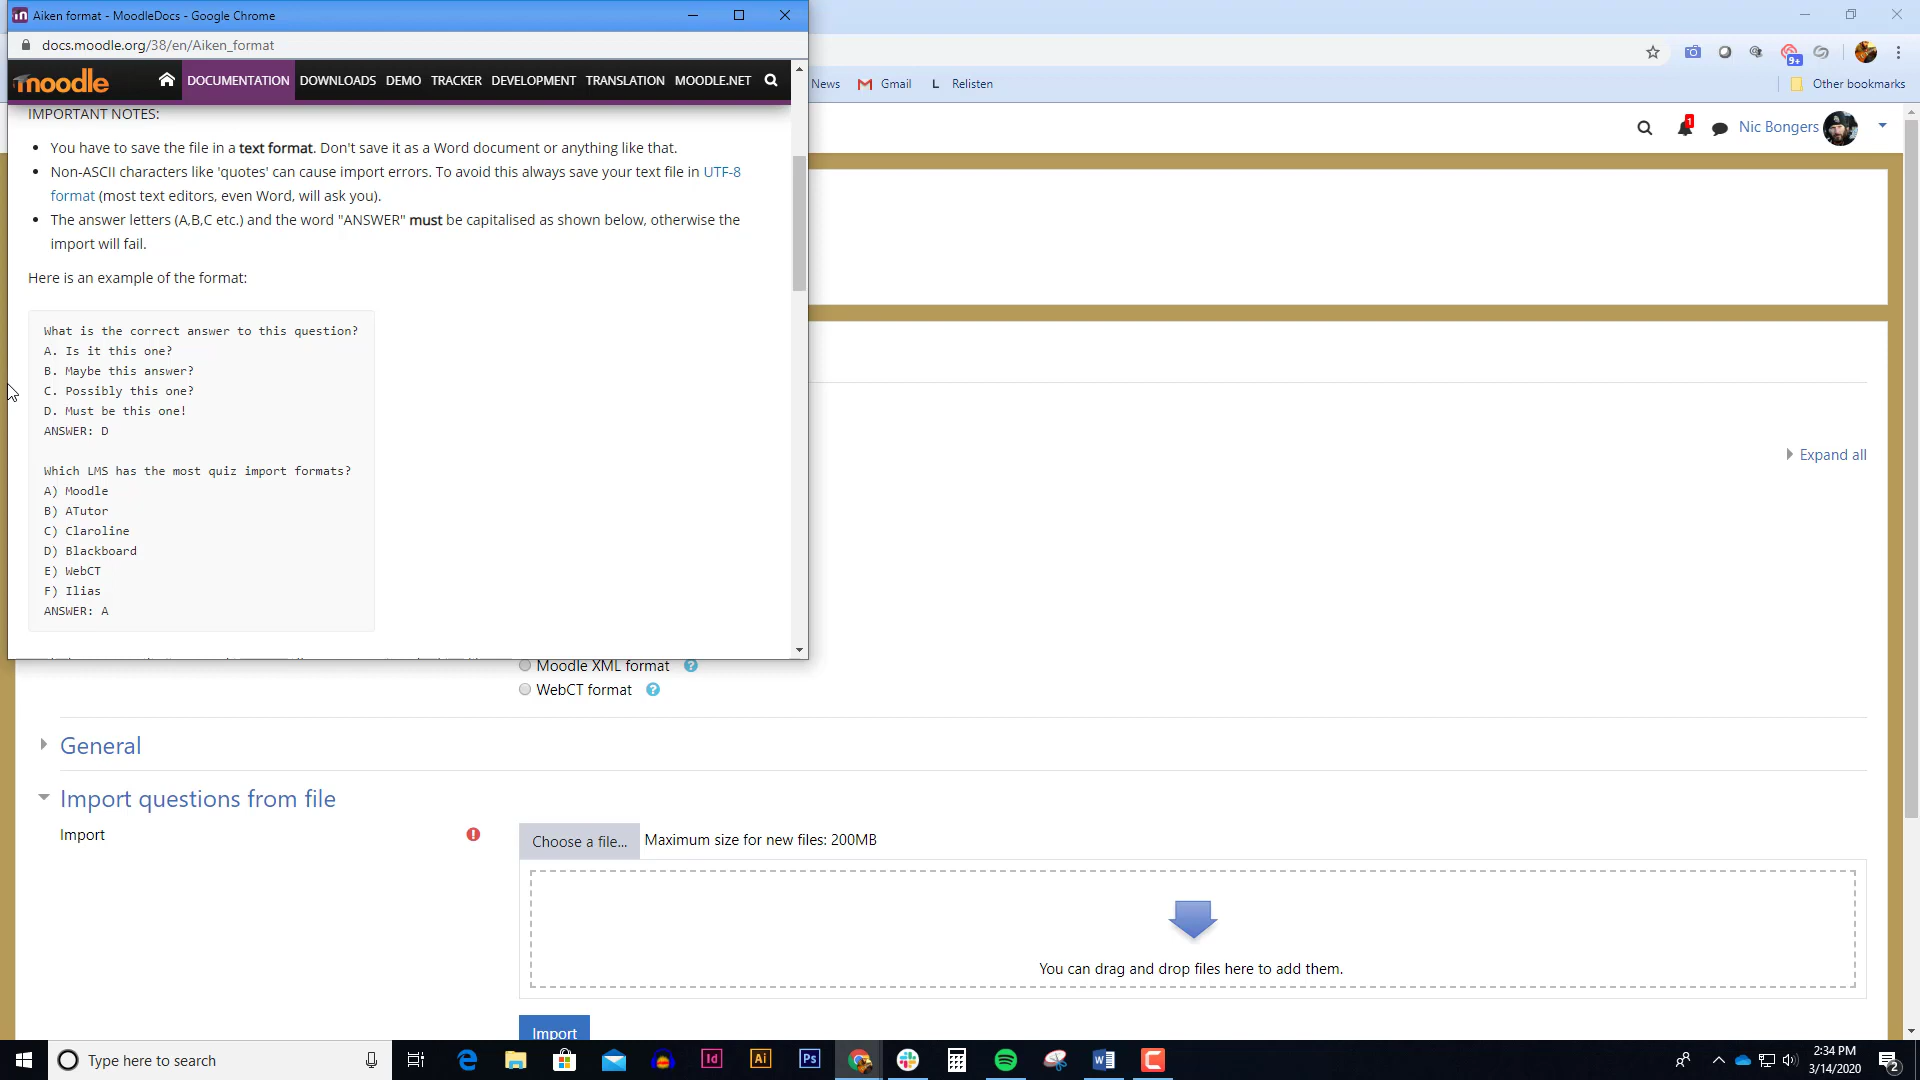 Aiken format - MoodleDocs - Google Chrome
docs.moodle.org/38/en/Aiken_format
moodle DOCUMENTATION DOWNLOADS DEMO TRACKER DEVELOPMENT TRANSLATION MOODLE.NET
IMPORTANT NOTES:
You have to save the file in a text format. Don't save it as a Word document or anything like that.
Non-ASCII characters like 'quotes' can cause import errors. To avoid this always save your text file in UTF-8
format (most text editors, even Word, will ask you).
The answer letters (A,B,C etc.) and the word "ANSWER" must be capitalised as shown below, otherwise the
import will fail.
Here is an example of the format:
What is the correct answer to this question?
A. Is it this one?
B. Maybe this answer?
C. Possibly this one?
D. Must be this one!
ANSWER: D
Which LMS has the most quiz import formats?
A) Moodle
B) ATutor
C) Claroline
D) Blackboard
E) WebCT
F) Ilias
ANSWER: A
9+
News Gmail L Relisten Other bookmarks
1 Nic Bongers
Expand all
Moodle XML format ?
WebCT format ?
General
Import questions from file
Import
Choose a file... Maximum size for new files: 200MB
You can drag and drop files here to add them.
Import
Type here to search
Id Ai Ps
2:34 PM
3/14/2020
2